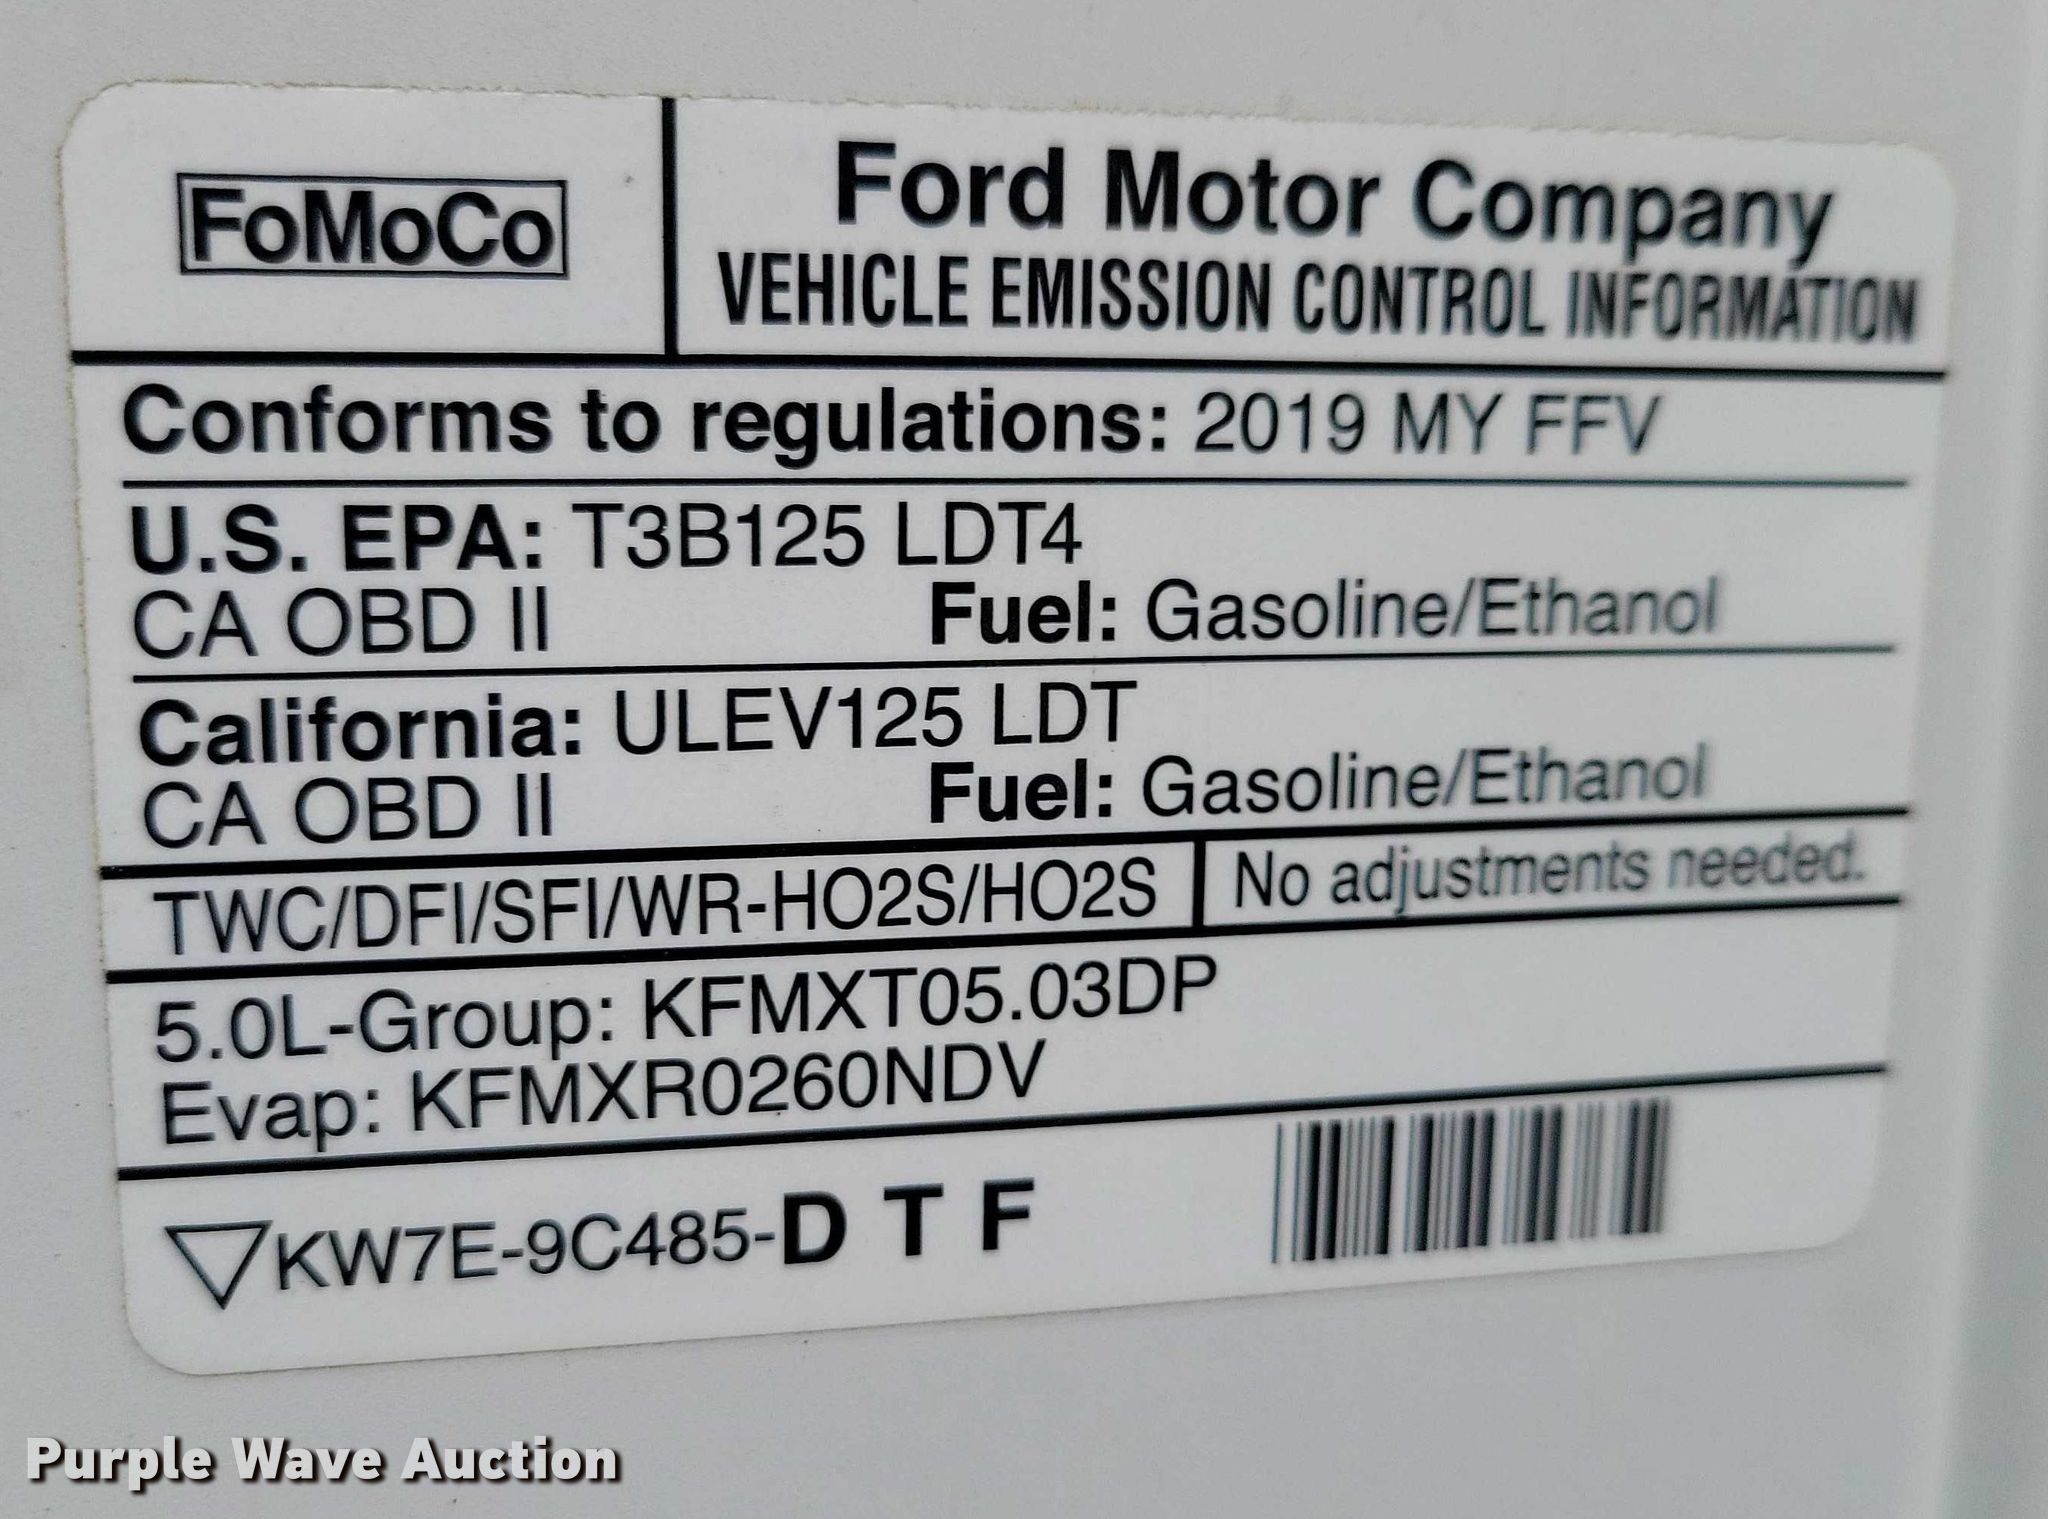 FoMoCo
Ford Motor Company
VEHICLE EMISSION CONTROL INFORMATION
Conforms to regulations: 2019 MY FFV
U.S. EPA: T3B125 LDT4
CA OBD II Fuel: Gasoline/Ethanol
California: ULEV125 LDT
CA OBD II Fuel: Gasoline/Ethanol
TWC/DFI/SFI/WR-HO2S/HO2S No adjustments needed.
5.0L-Group: KFMXT05.03DP
Evap: KFMXR0260NDV
KW7E-9C485-D T F
Purple Wave Auction